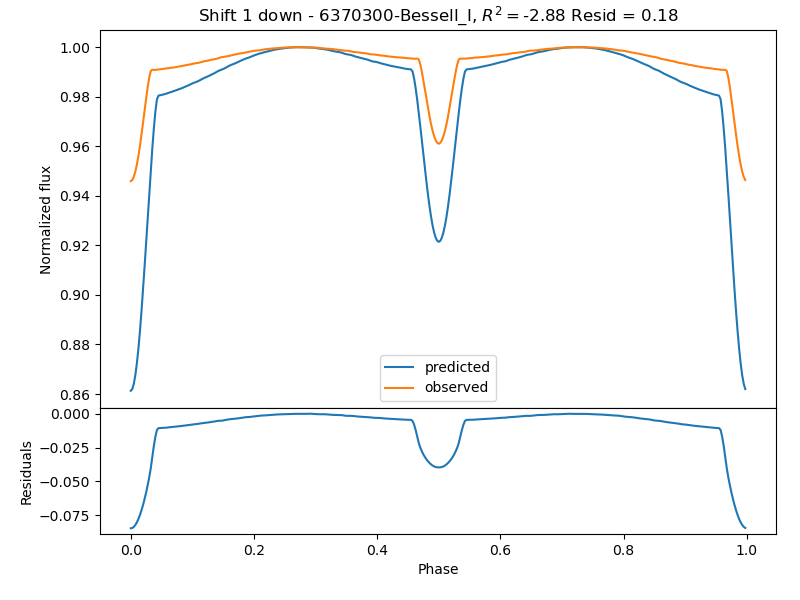 Shift 1 down - 6370300-Bessell_I, R² = -2.88 Resid = 0.18
Normalized flux
1.00
0.98
0.96
0.94
0.92
0.90
0.88
0.86
predicted
observed
Residuals
0.000
−0.025
−0.050
−0.075
0.0 0.2 0.4 0.6 0.8 1.0
Phase